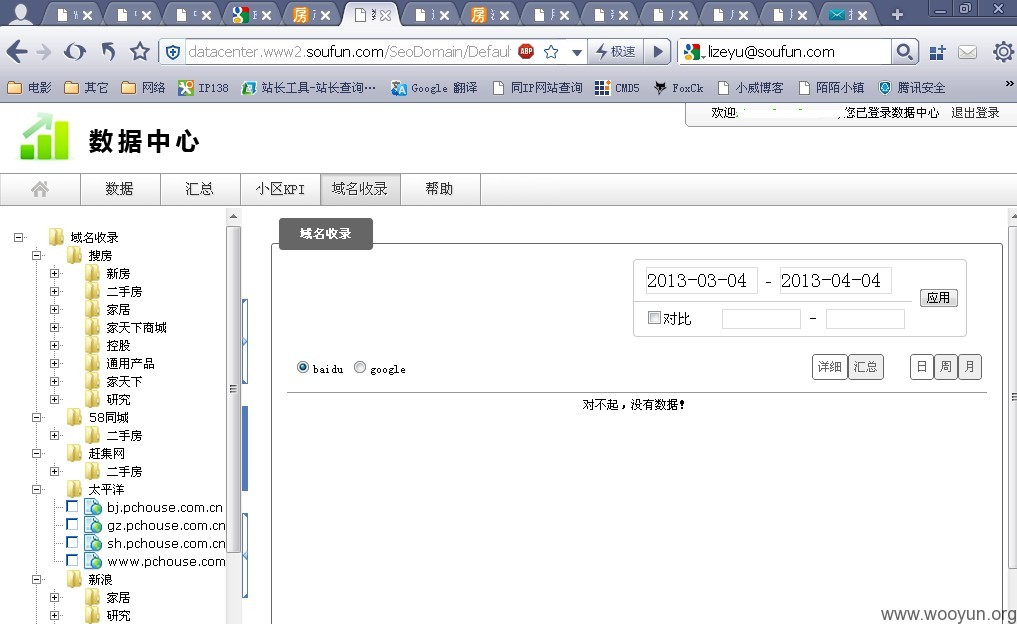 datacenter.www2.soufun.com/SeoDomain/Defaul
ABP
极速
lizeyu@soufun.com
电影 其它 网络 IP138 站长工具-站长查询… Google 翻译 同IP网站查询 CMD5 FoxCk 小威博客 陌陌小镇 腾讯安全 »
欢迎 您已登录数据中心 退出登录
数据中心
数据 汇总 小区KPI 域名收录 帮助
域名收录
搜房
新房
二手房
家居
家天下商城
控股
通用产品
家天下
研究
58同城
二手房
赶集网
二手房
太平洋
bj.pchouse.com.cn
gz.pchouse.com.cn
sh.pchouse.com.cn
www.pchouse.com
新浪
家居
研究
域名收录
2013-03-04 - 2013-04-04
应用
对比 -
baidu google
详细 汇总 日 周 月
对不起，没有数据!
www.wooyun.org